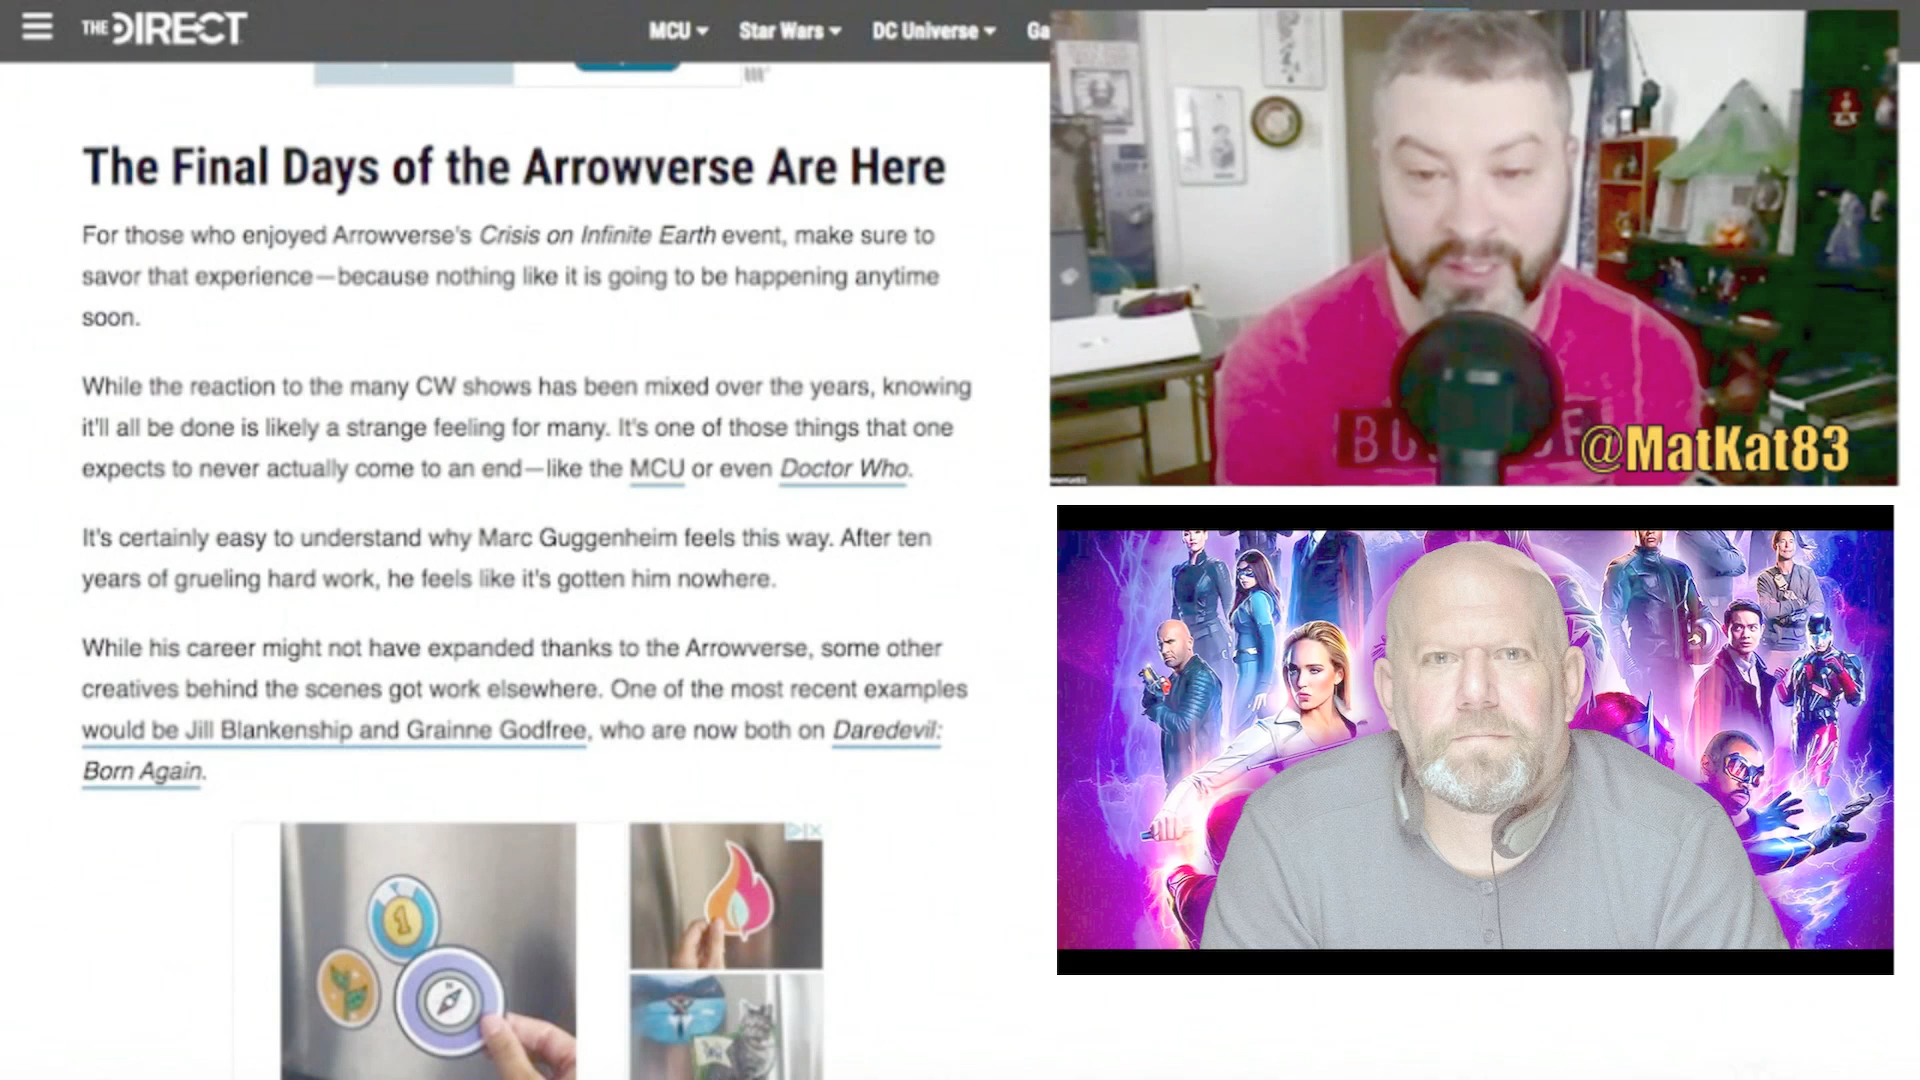 THE DIRECT
MCU
Star Wars
DC Universe
Ga
The Final Days of the Arrowverse Are Here
For those who enjoyed Arrowverse's Crisis on Infinite Earth event, make sure to
savor that experience—because nothing like it is going to be happening anytime
soon.
While the reaction to the many CW shows has been mixed over the years, knowing
it'll all be done is likely a strange feeling for many. It's one of those things that one
expects to never actually come to an end—like the MCU or even Doctor Who.
It's certainly easy to understand why Marc Guggenheim feels this way. After ten
years of grueling hard work, he feels like it's gotten him nowhere.
While his career might not have expanded thanks to the Arrowverse, some other
creatives behind the scenes got work elsewhere. One of the most recent examples
would be Jill Blankenship and Grainne Godfree, who are now both on Daredevil:
Born Again.
@MatKat83
1